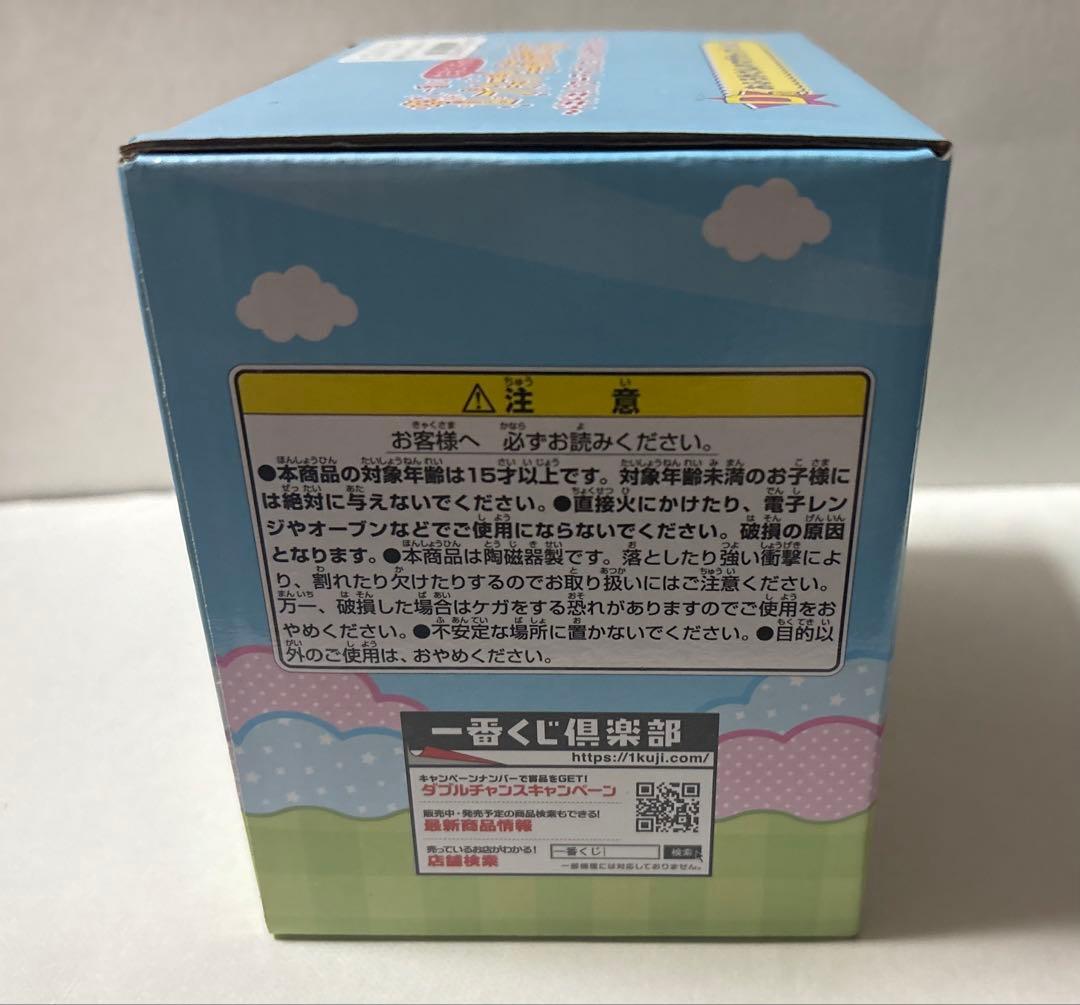 ⚠注意
お客様へ 必ずお読みください。
●本商品の対象年齢は15才以上です。対象年齢未満のお子様に
は絶対に与えないでください。●直接火にかけたり、電子レン
ジやオーブンなどでご使用にならないでください。破損の原因
となります。●本商品は陶磁器製です。落としたり強い衝撃によ
り、割れたり欠けたりするのでお取り扱いにはご注意ください。
万一、破損した場合はケガをする恐れがありますのでご使用をお
やめください。●不安定な場所に置かないでください。●目的以
外のご使用は、おやめください。
一番くじ倶楽部
https://1kuji.com/
キャンペーンナンバーで賞品をGET!
ダブルチャンスキャンペーン
販売中・発売予定の商品検索もできる!
最新商品情報
売っているお店がわかる!
店舗検索
一番くじ 検索
一部機種には対応しておりません。